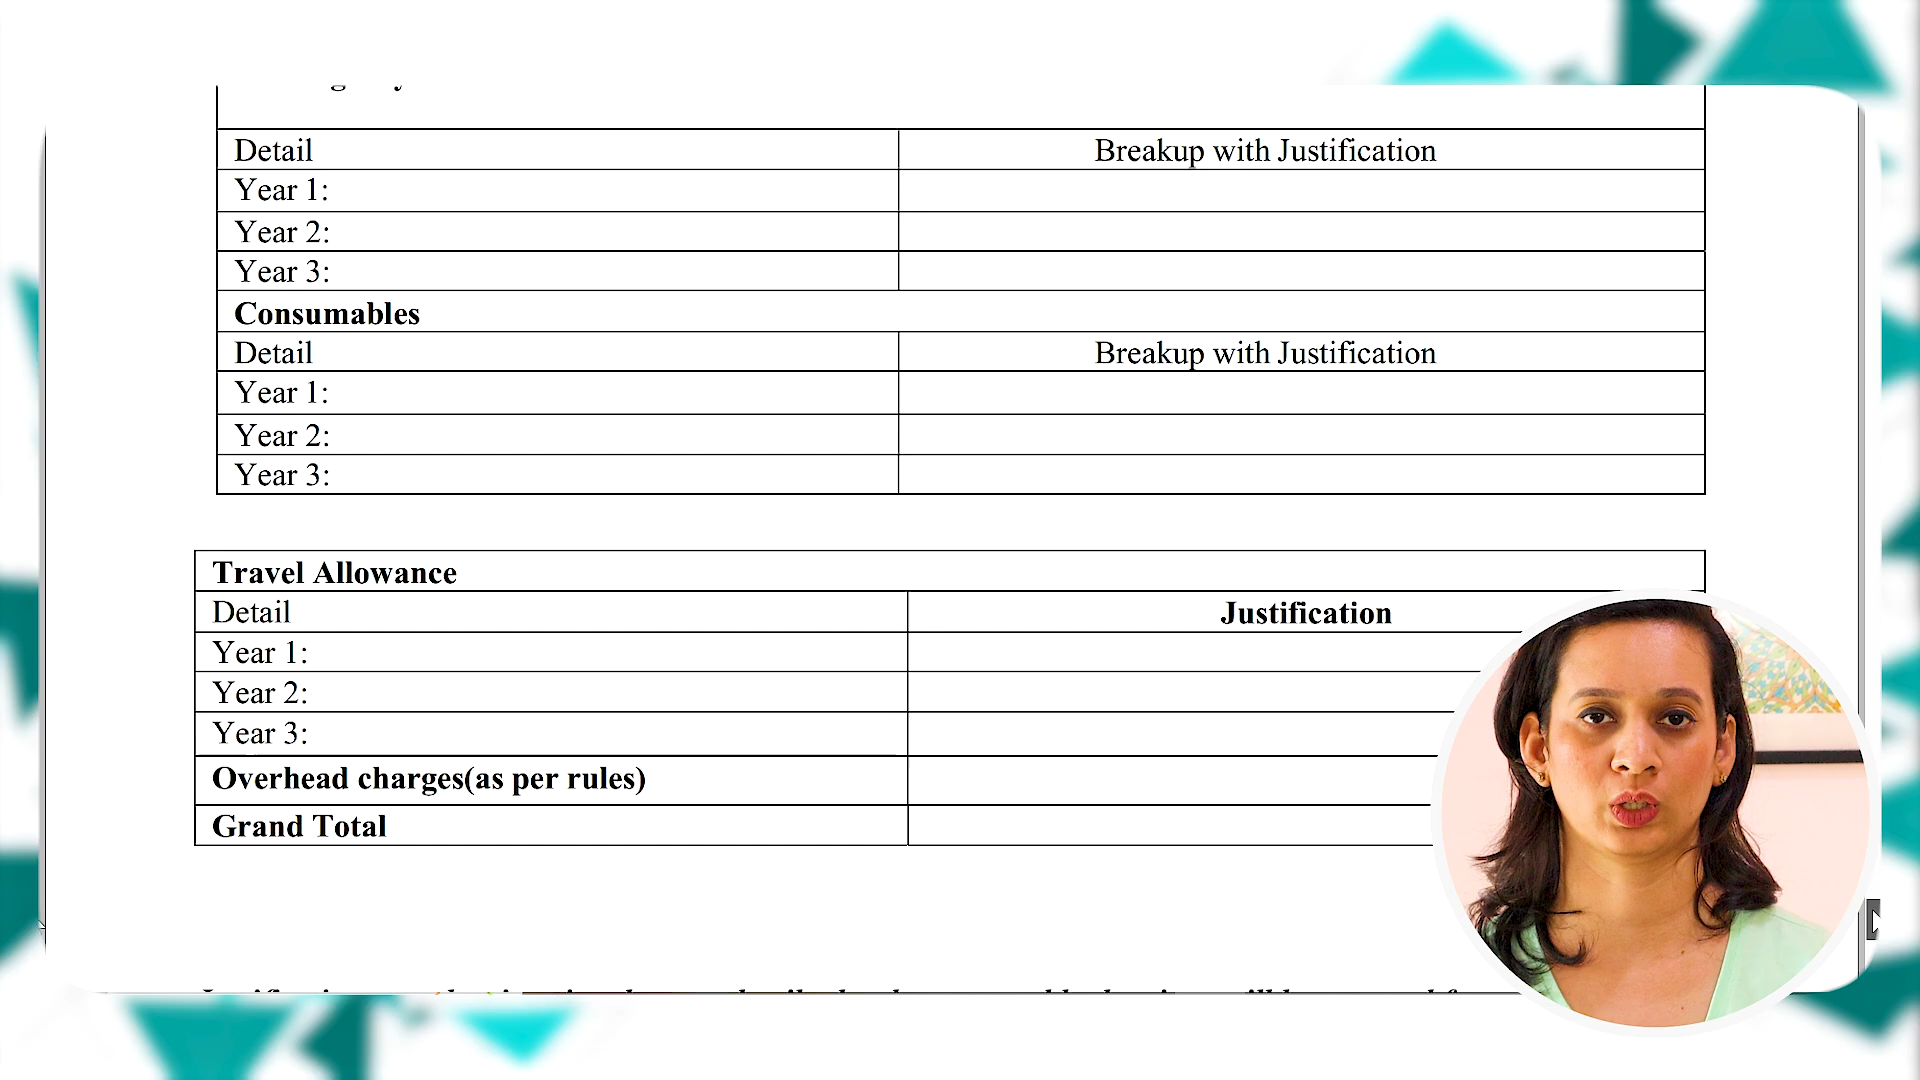 Detail Breakup with Justification
Year 1:
Year 2:
Year 3:
Consumables
Detail Breakup with Justification
Year 1:
Year 2:
Year 3:
Travel Allowance
Detail Justification
Year 1:
Year 2:
Year 3:
Overhead charges(as per rules)
Grand Total